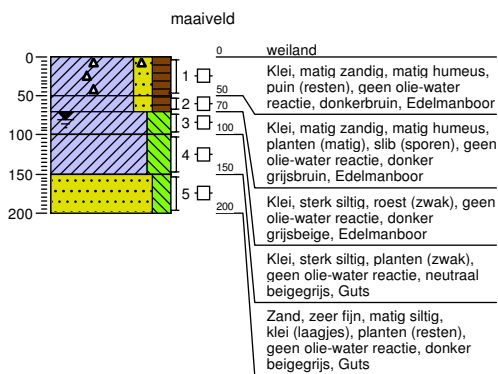 maaiveld
0
50
100
150
200
1
2
3
4
5
0
weiland
Klei, matig zandig, matig humeus,
puin (resten), geen olie-water
reactie, donkerbruin, Edelmanboor
50
Klei, matig zandig, matig humeus,
planten (matig), slib (sporen), geen
olie-water reactie, donker
grijsbruin, Edelmanboor
70
Klei, sterk siltig, roest (zwak), geen
olie-water reactie, donker
grijsbeige, Edelmanboor
100
Klei, sterk siltig, planten (zwak),
geen olie-water reactie, neutraal
beigegrijs, Guts
150
Zand, zeer fijn, matig siltig,
klei (laagjes), planten (resten),
geen olie-water reactie, donker
beigegrijs, Guts
200